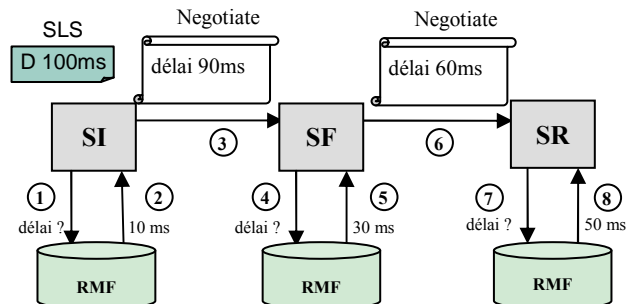 Negotiate
Negotiate
SLS
D 100ms
délai 90ms
délai 60ms
SI
SF
SR
3
6
1
2
4
5
7
8
délai ?
10 ms
délai ?
30 ms
délai ?
50 ms
RMF
RMF
RMF